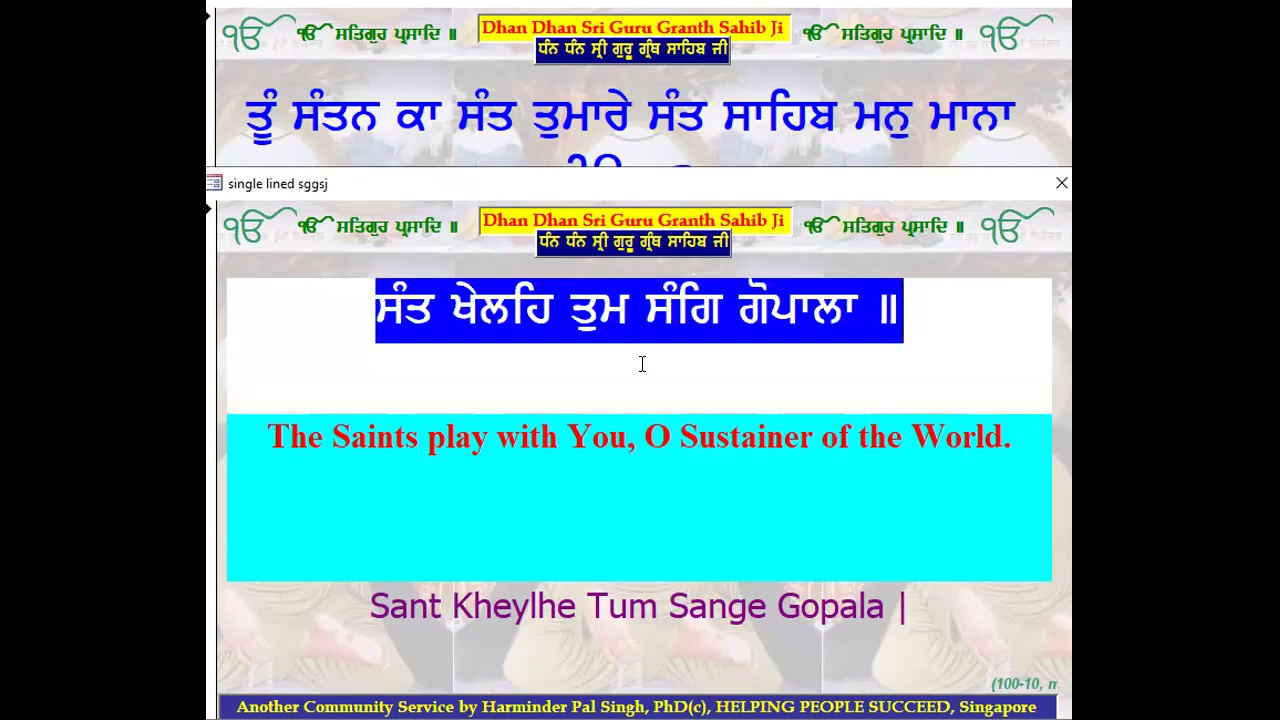 ੴ ੴ ਸਤਿਗੁਰ ਪ੍ਰਸਾਦਿ ॥ Dhan Dhan Sri Guru Granth Sahib Ji ੴ ਸਤਿਗੁਰ ਪ੍ਰਸਾਦਿ ॥ ੴ
ਧੰਨ ਧੰਨ ਸ੍ਰੀ ਗੁਰੂ ਗ੍ਰੰਥ ਸਾਹਿਬ ਜੀ
ਤੂੰ ਸੰਤਨ ਕਾ ਸੰਤ ਤੁਮਾਰੇ ਸੰਤ ਸਾਹਿਬ ਮਨੁ ਮਾਨਾ
single lined sggsj
ੴ ੴ ਸਤਿਗੁਰ ਪ੍ਰਸਾਦਿ ॥ Dhan Dhan Sri Guru Granth Sahib Ji ੴ ਸਤਿਗੁਰ ਪ੍ਰਸਾਦਿ ॥ ੴ
ਧੰਨ ਧੰਨ ਸ੍ਰੀ ਗੁਰੂ ਗ੍ਰੰਥ ਸਾਹਿਬ ਜੀ
ਸੰਤ ਖੇਲਹਿ ਤੁਮ ਸੰਗਿ ਗੋਪਾਲਾ ॥
The Saints play with You, O Sustainer of the World.
Sant Kheylhe Tum Sange Gopala |
(100-10, 
Another Community Service by Harminder Pal Singh, PhD(c), HELPING PEOPLE SUCCEED, Singapore